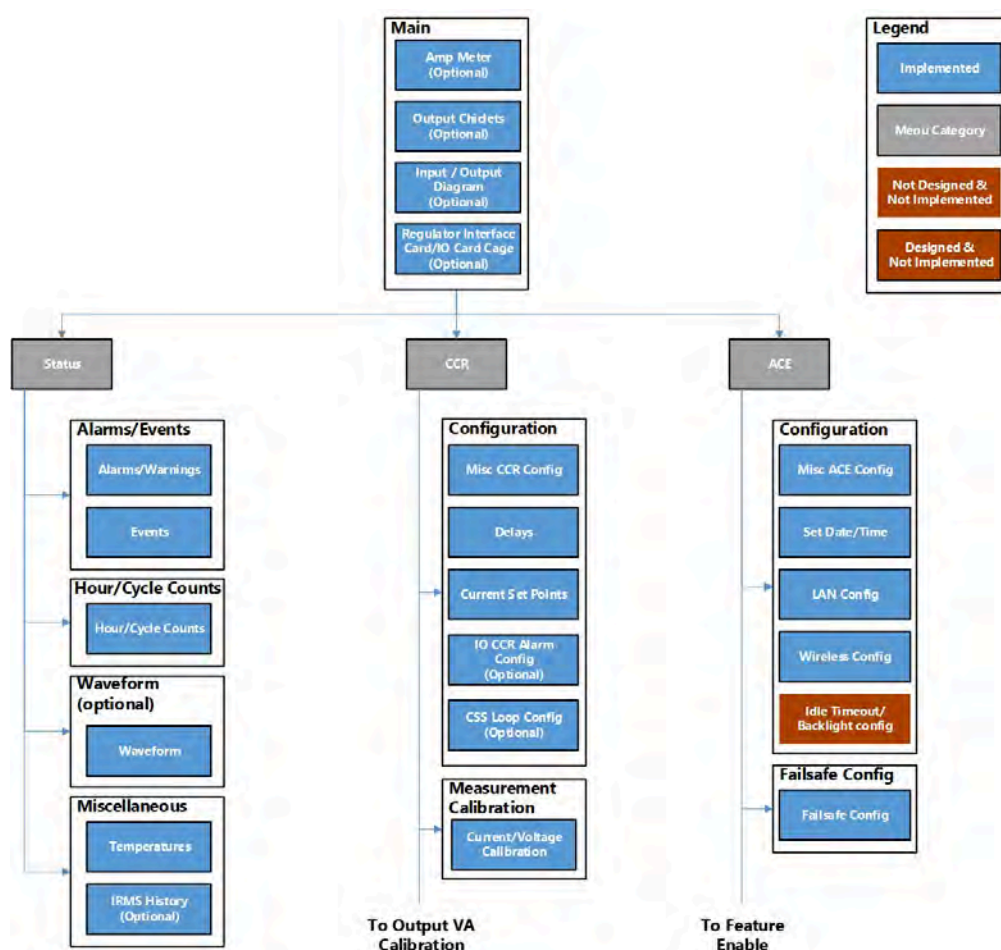 Main
Amp Meter
(Optional)
Output Chiclets
(Optional)
Input / Output
Diagram
(Optional)
Regulator Interface
Card/IO Card Cage
(Optional)
Legend
Implemented
Menu Category
Not Designed &
Not Implemented
Designed &
Not Implemented
Status
CCR
ACE
Alarms/Events
Alarms/Warnings
Events
Hour/Cycle Counts
Hour/Cycle Counts
Waveform
(optional)
Waveform
Miscellaneous
Temperatures
IRMS History
(Optional)
Configuration
Misc CCR Config
Delays
Current Set Points
IO CCR Alarm
Config
(Optional)
CSS Loop Config
(Optional)
Measurement
Calibration
Current/Voltage
Calibration
To Output VA
Calibration
Configuration
Misc ACE Config
Set Date/Time
LAN Config
Wireless Config
Idle Timeout/
Backlight config
Failsafe Config
Failsafe Config
To Feature
Enable